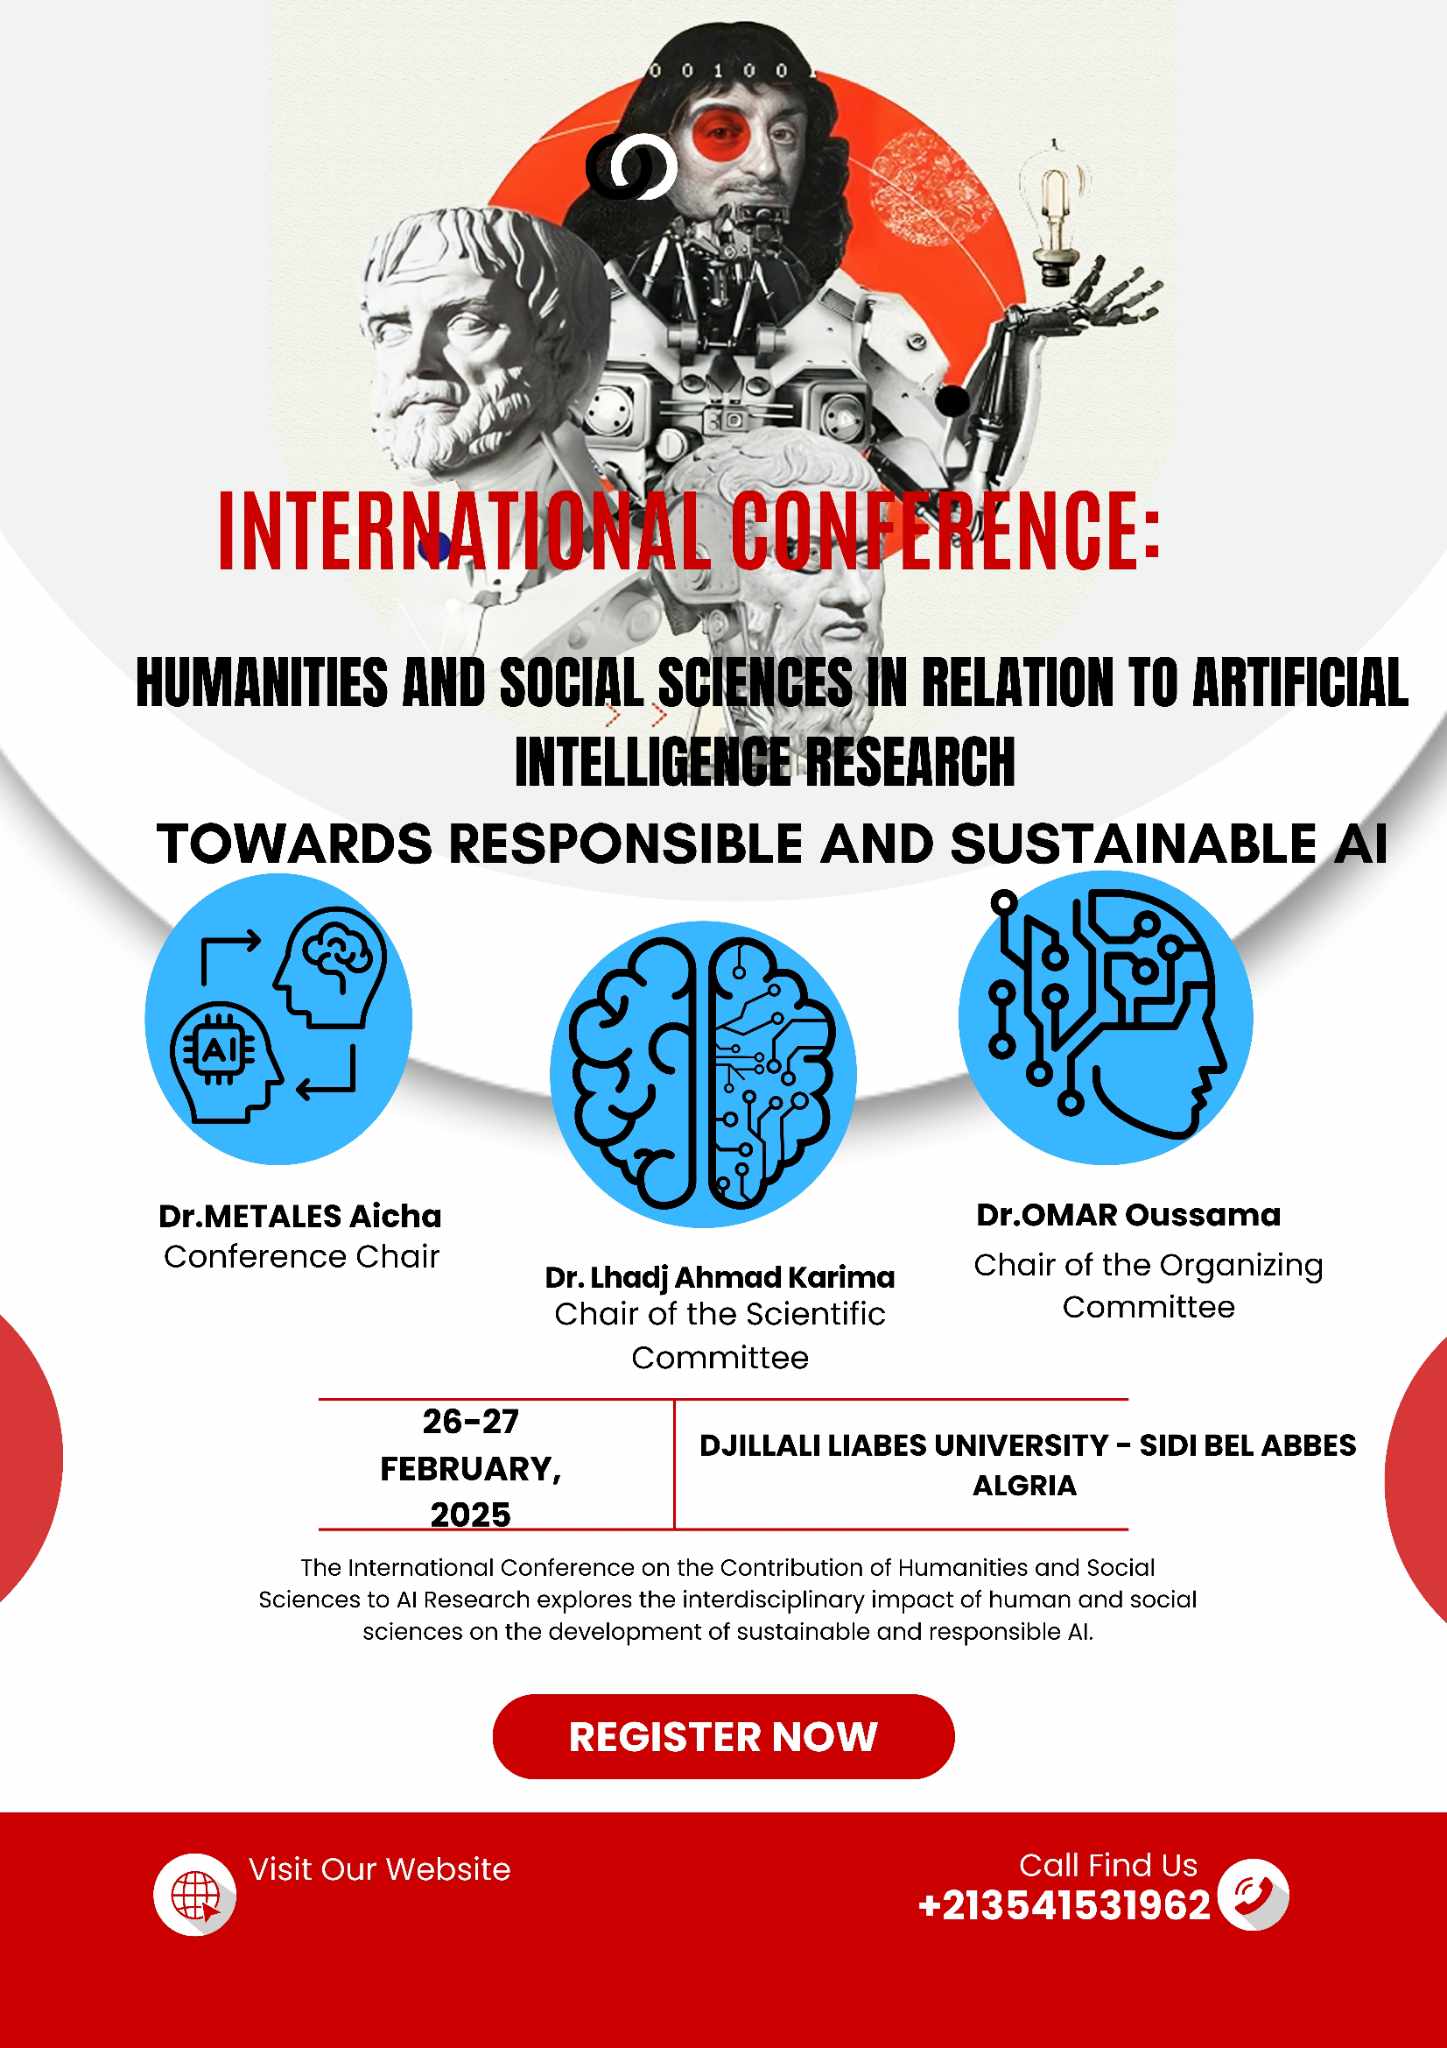 0 0 1 0 0 1
INTERNATIONAL CONFERENCE:
HUMANITIES AND SOCIAL SCIENCES IN RELATION TO ARTIFICIAL
INTELLIGENCE RESEARCH
TOWARDS RESPONSIBLE AND SUSTAINABLE AI
AI
Dr.METALES Aicha
Conference Chair
Dr. Lhadj Ahmad Karima
Chair of the Scientific
Committee
Dr.OMAR Oussama
Chair of the Organizing
Committee
26-27
FEBRUARY,
2025
DJILLALI LIABES UNIVERSITY - SIDI BEL ABBES
ALGRIA
The International Conference on the Contribution of Humanities and Social
Sciences to AI Research explores the interdisciplinary impact of human and social
sciences on the development of sustainable and responsible AI.
REGISTER NOW
Visit Our Website
Call Find Us
+213541531962